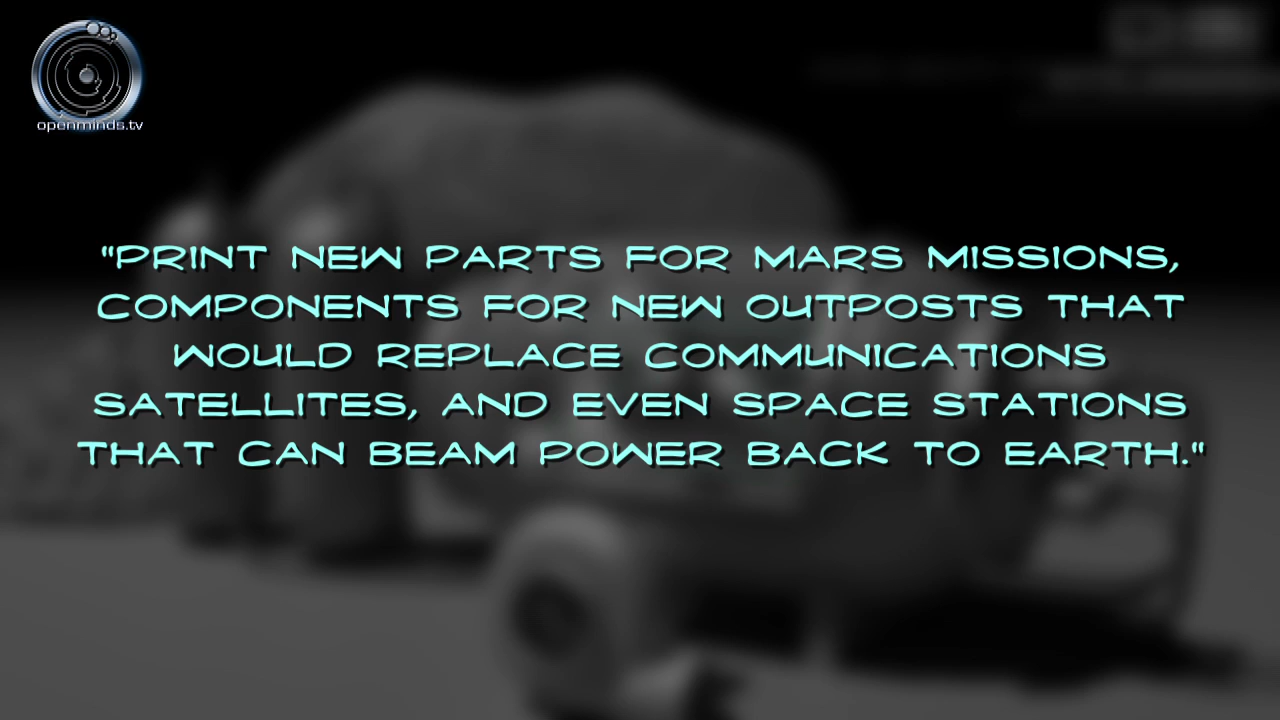 openminds.tv
"PRINT NEW PARTS FOR MARS MISSIONS,
COMPONENTS FOR NEW OUTPOSTS THAT
WOULD REPLACE COMMUNICATIONS
SATELLITES, AND EVEN SPACE STATIONS
THAT CAN BEAM POWER BACK TO EARTH."